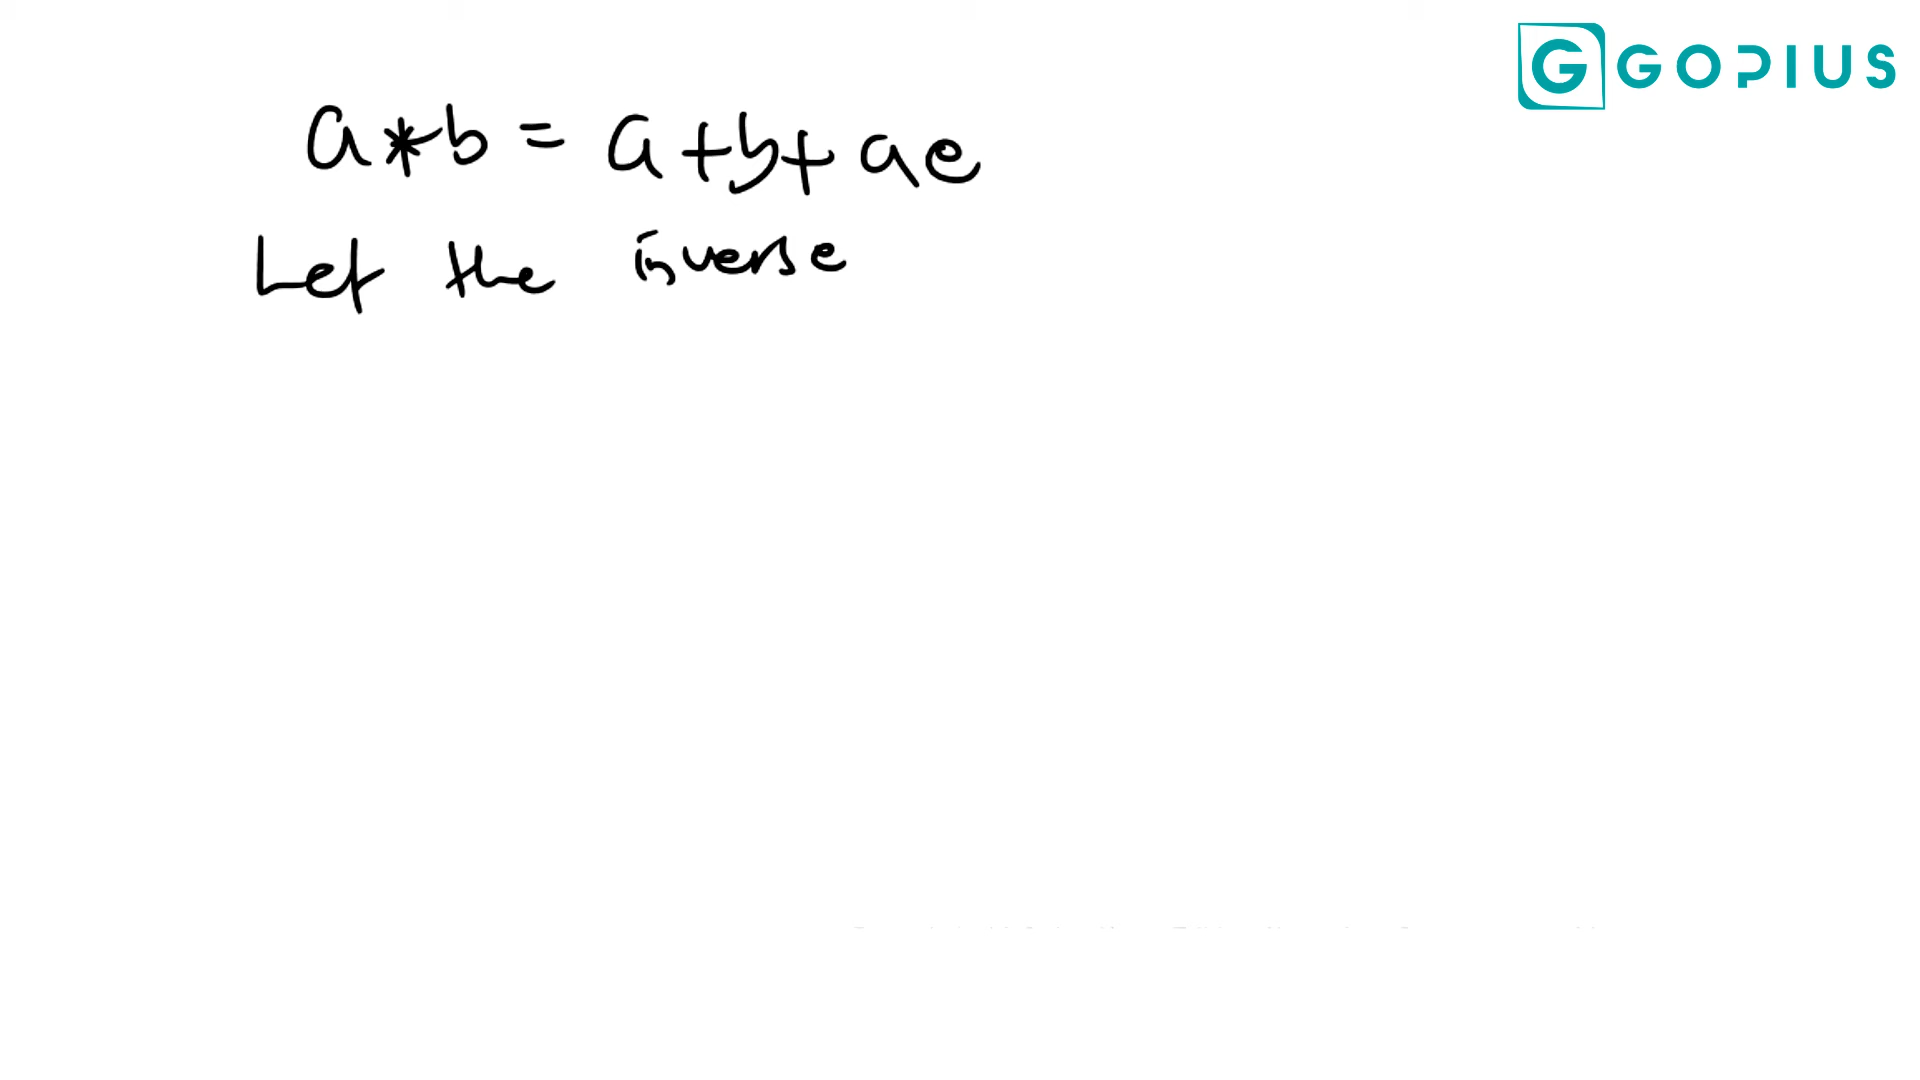 GOPIUS
a * b = a + b + ae
Let the inverse